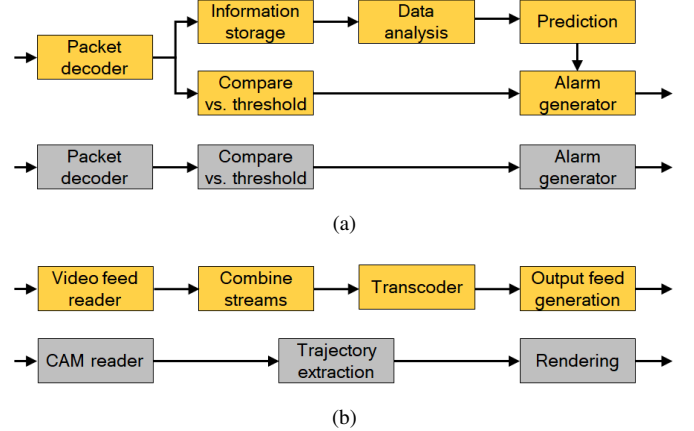 Packet
decoder
Information
storage
Data
analysis
Prediction
Compare
vs. threshold
Alarm
generator
Packet
decoder
Compare
vs. threshold
Alarm
generator
(a)
Video feed
reader
Combine
streams
Transcoder
Output feed
generation
CAM reader
Trajectory
extraction
Rendering
(b)